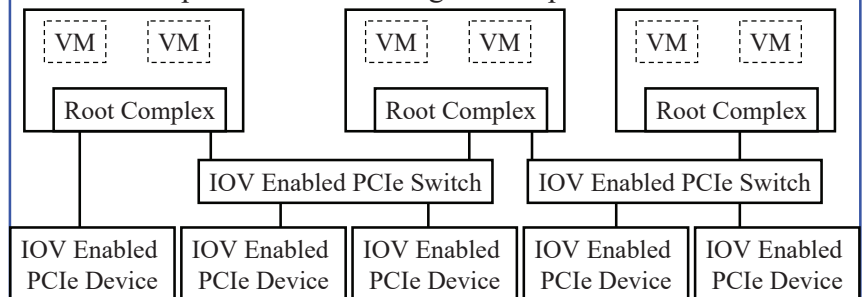 VM VM VM VM VM VM
Root Complex Root Complex Root Complex
IOV Enabled PCIe Switch IOV Enabled PCIe Switch
IOV Enabled IOV Enabled IOV Enabled IOV Enabled IOV Enabled
PCIe Device PCIe Device PCIe Device PCIe Device PCIe Device